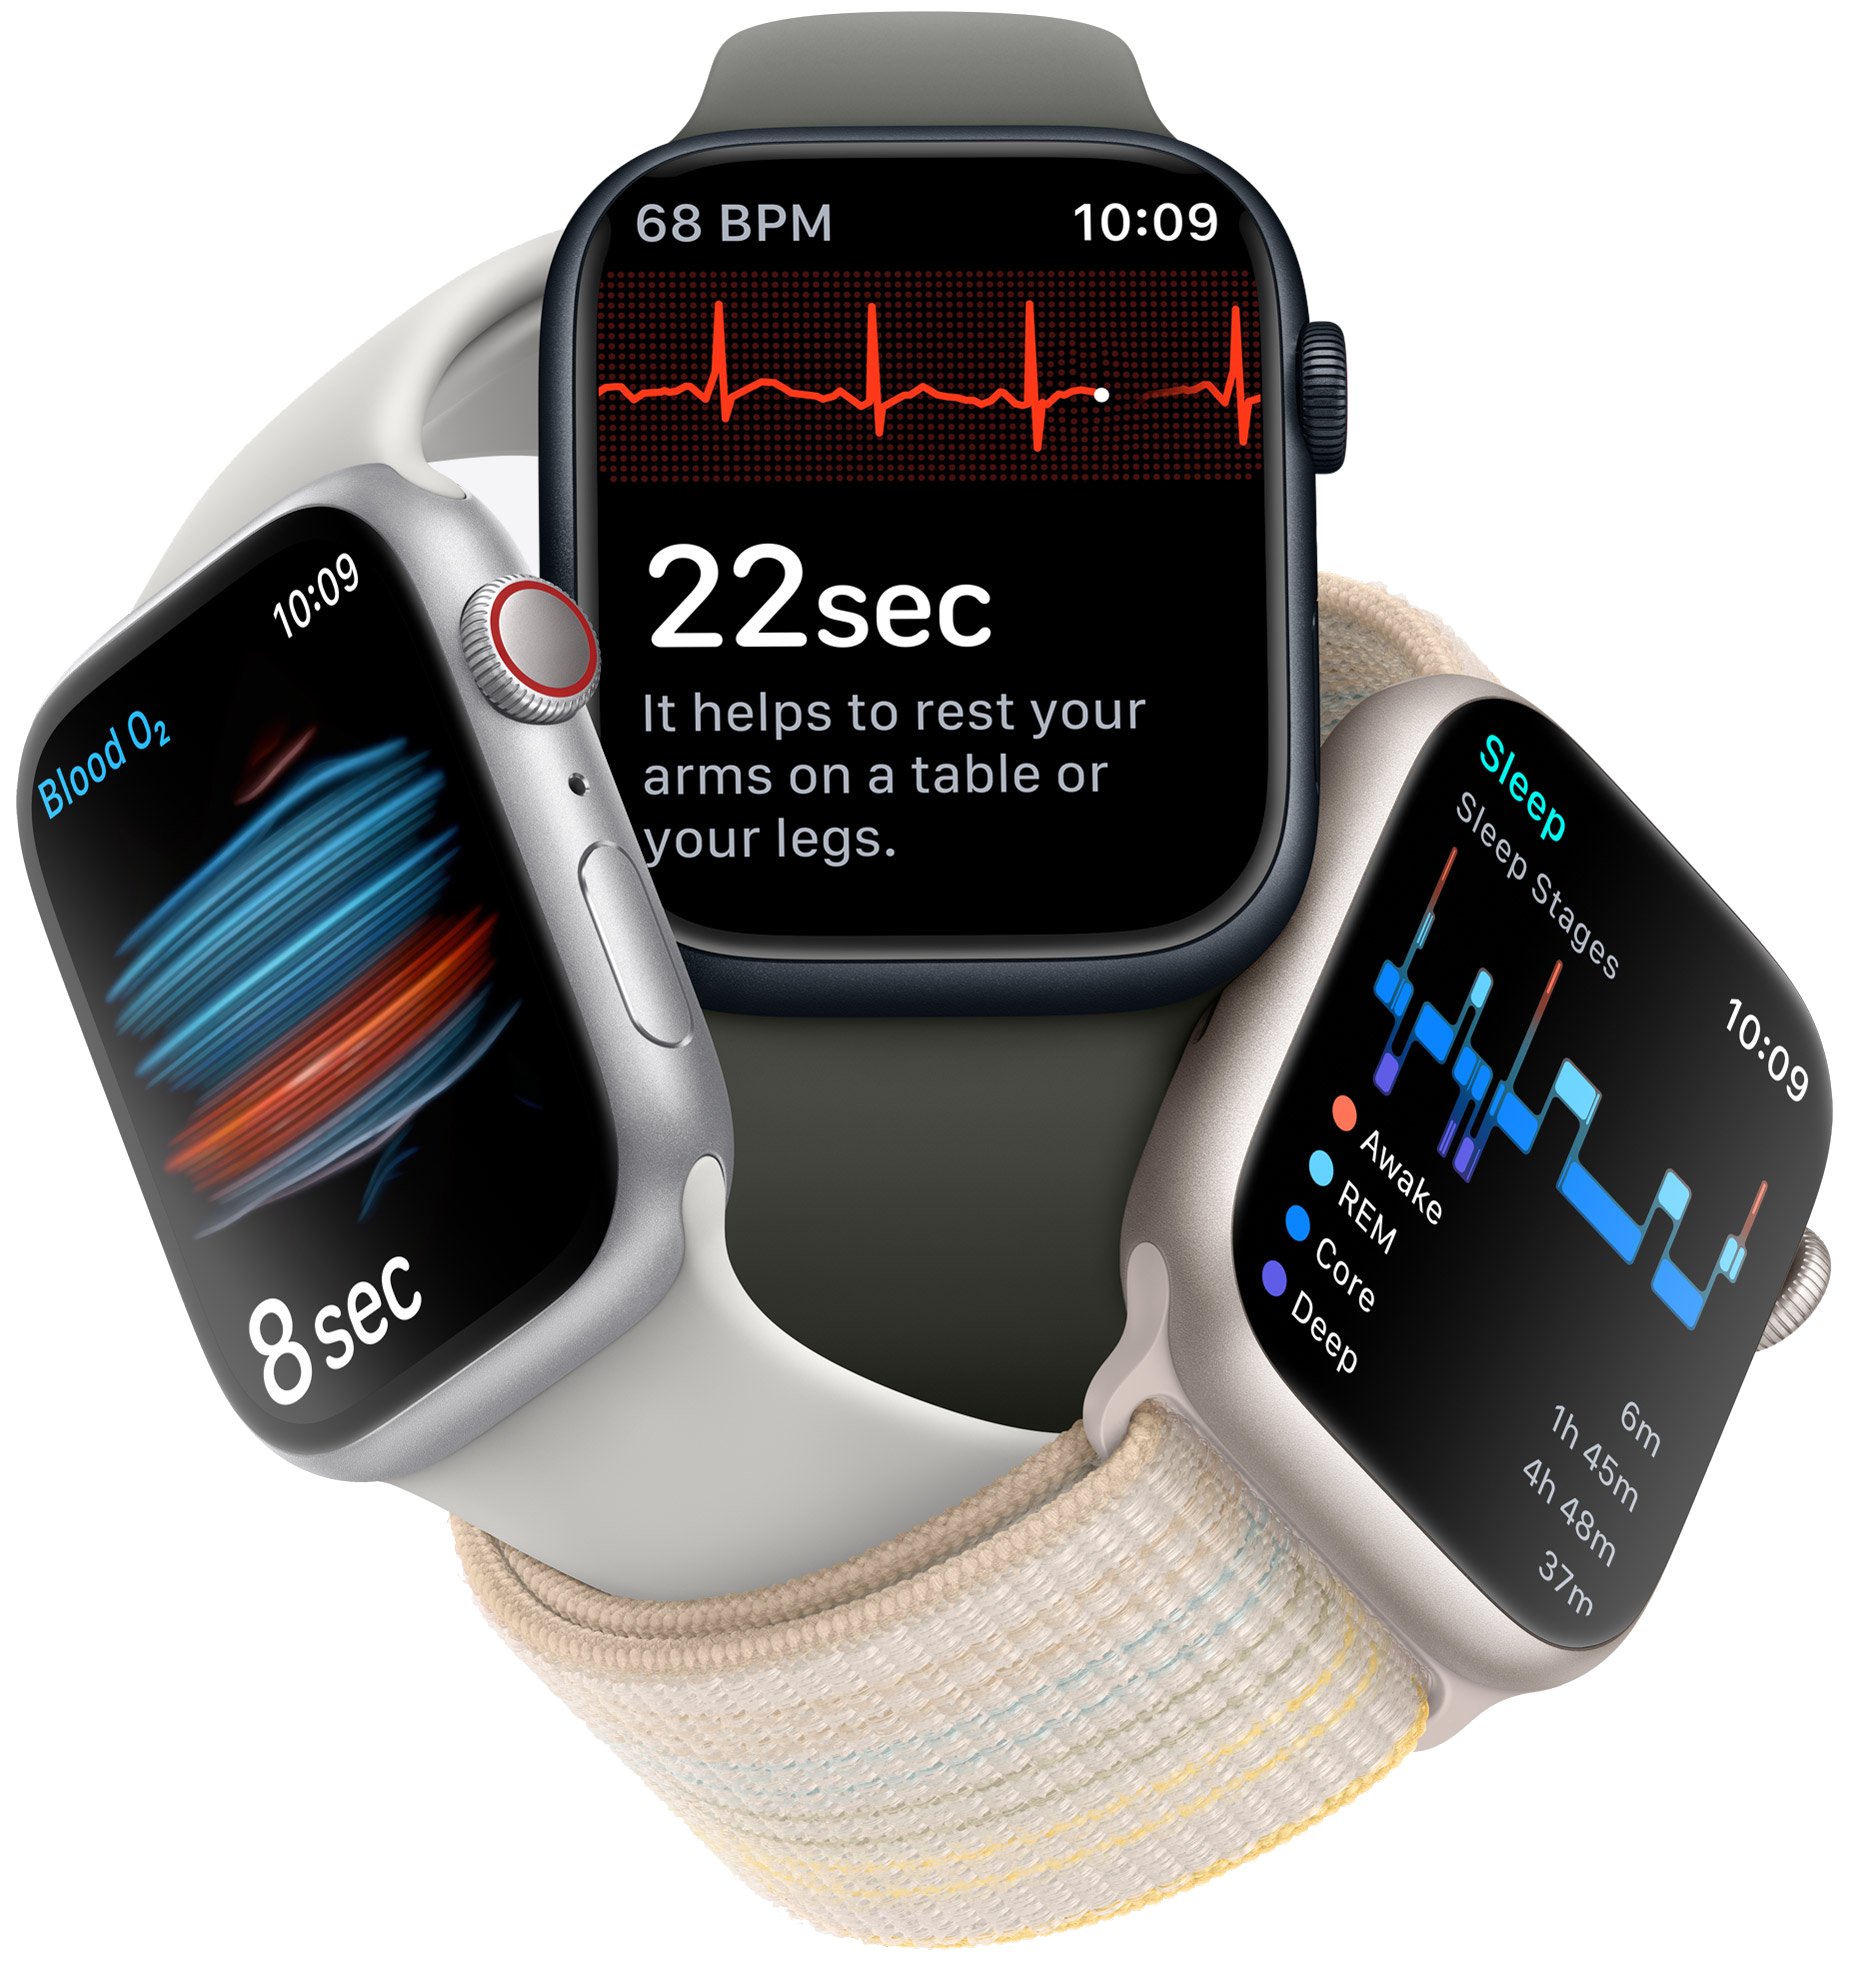 68 BPM
10:09
22sec
It helps to rest your
arms on a table or
your legs.
10:09
Blood O₂
8 sec
Sleep
Sleep Stages
10:09
Awake
REM
Core
Deep
6m
1h 45m
4h 48m
37m